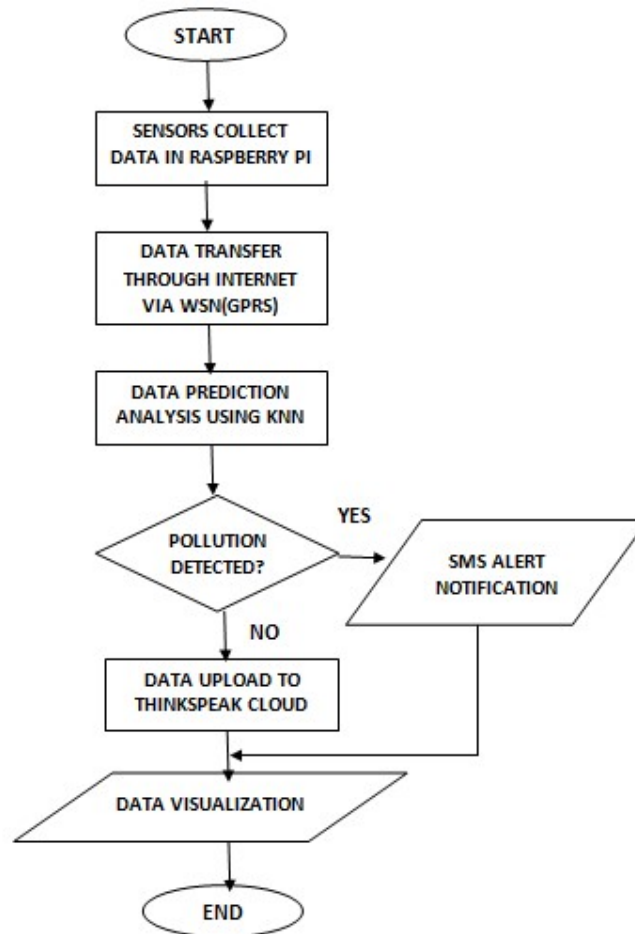 START
SENSORS COLLECT
DATA IN RASPBERRY PI
DATA TRANSFER
THROUGH INTERNET
VIA WSN(GPRS)
DATA PREDICTION
ANALYSIS USING KNN
POLLUTION
DETECTED?
YES
SMS ALERT
NOTIFICATION
NO
DATA UPLOAD TO
THINKSPEAK CLOUD
DATA VISUALIZATION
END